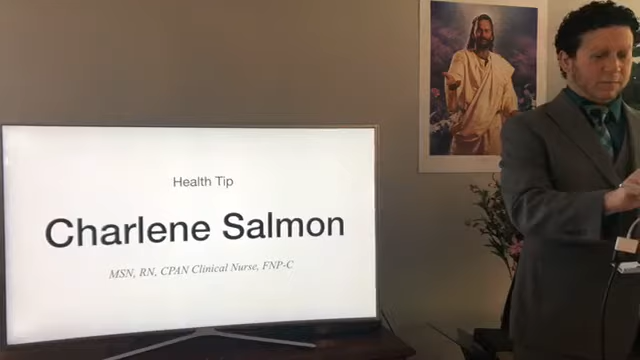 Health Tip
Charlene Salmon
MSN, RN, CPAN Clinical Nurse, FNP-C